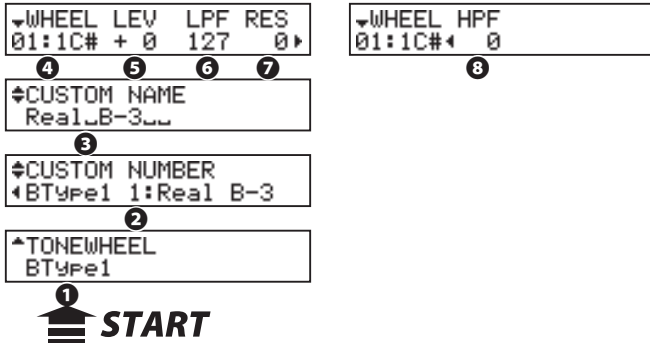 WHEEL LEV LPF RES
01:1C# + 0 127 0
4 5 6 7
WHEEL HPF
01:1C# 0
8
CUSTOM NAME
Real␣B-3␣␣
3
CUSTOM NUMBER
BType1 1:Real B-3
2
TONEWHEEL
BType1
1
START